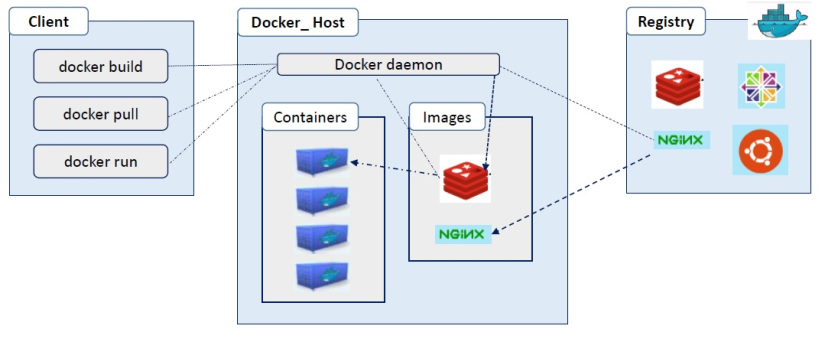 Client
docker build
docker pull
docker run
Docker_ Host
Docker daemon
Containers
Images
NGiNX
Registry
NGiNX